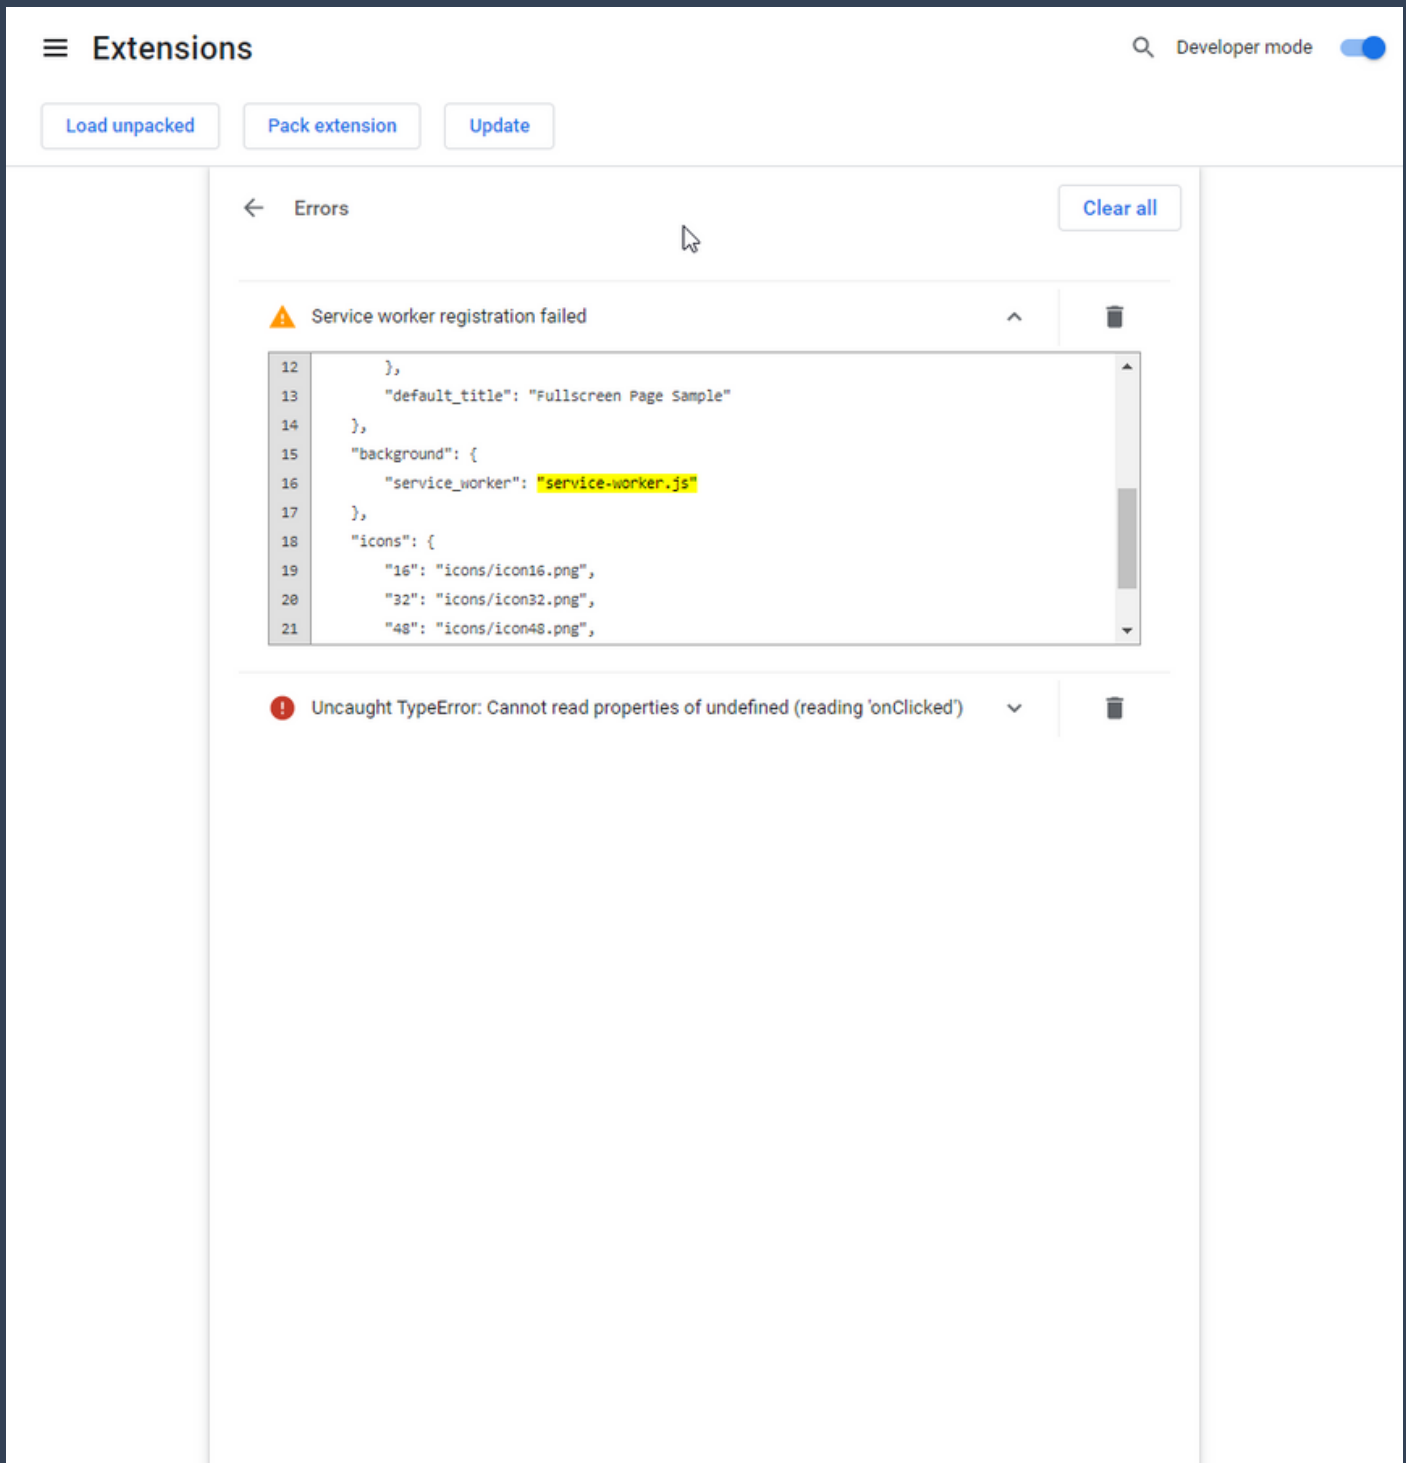 Extensions
Developer mode
Load unpacked
Pack extension
Update
Errors
Clear all
Service worker registration failed
12 },
13 "default_title": "Fullscreen Page Sample"
14 },
15 "background": {
16 "service_worker": "service-worker.js"
17 },
18 "icons": {
19 "16": "icons/icon16.png",
20 "32": "icons/icon32.png",
21 "48": "icons/icon48.png",
Uncaught TypeError: Cannot read properties of undefined (reading 'onClicked')